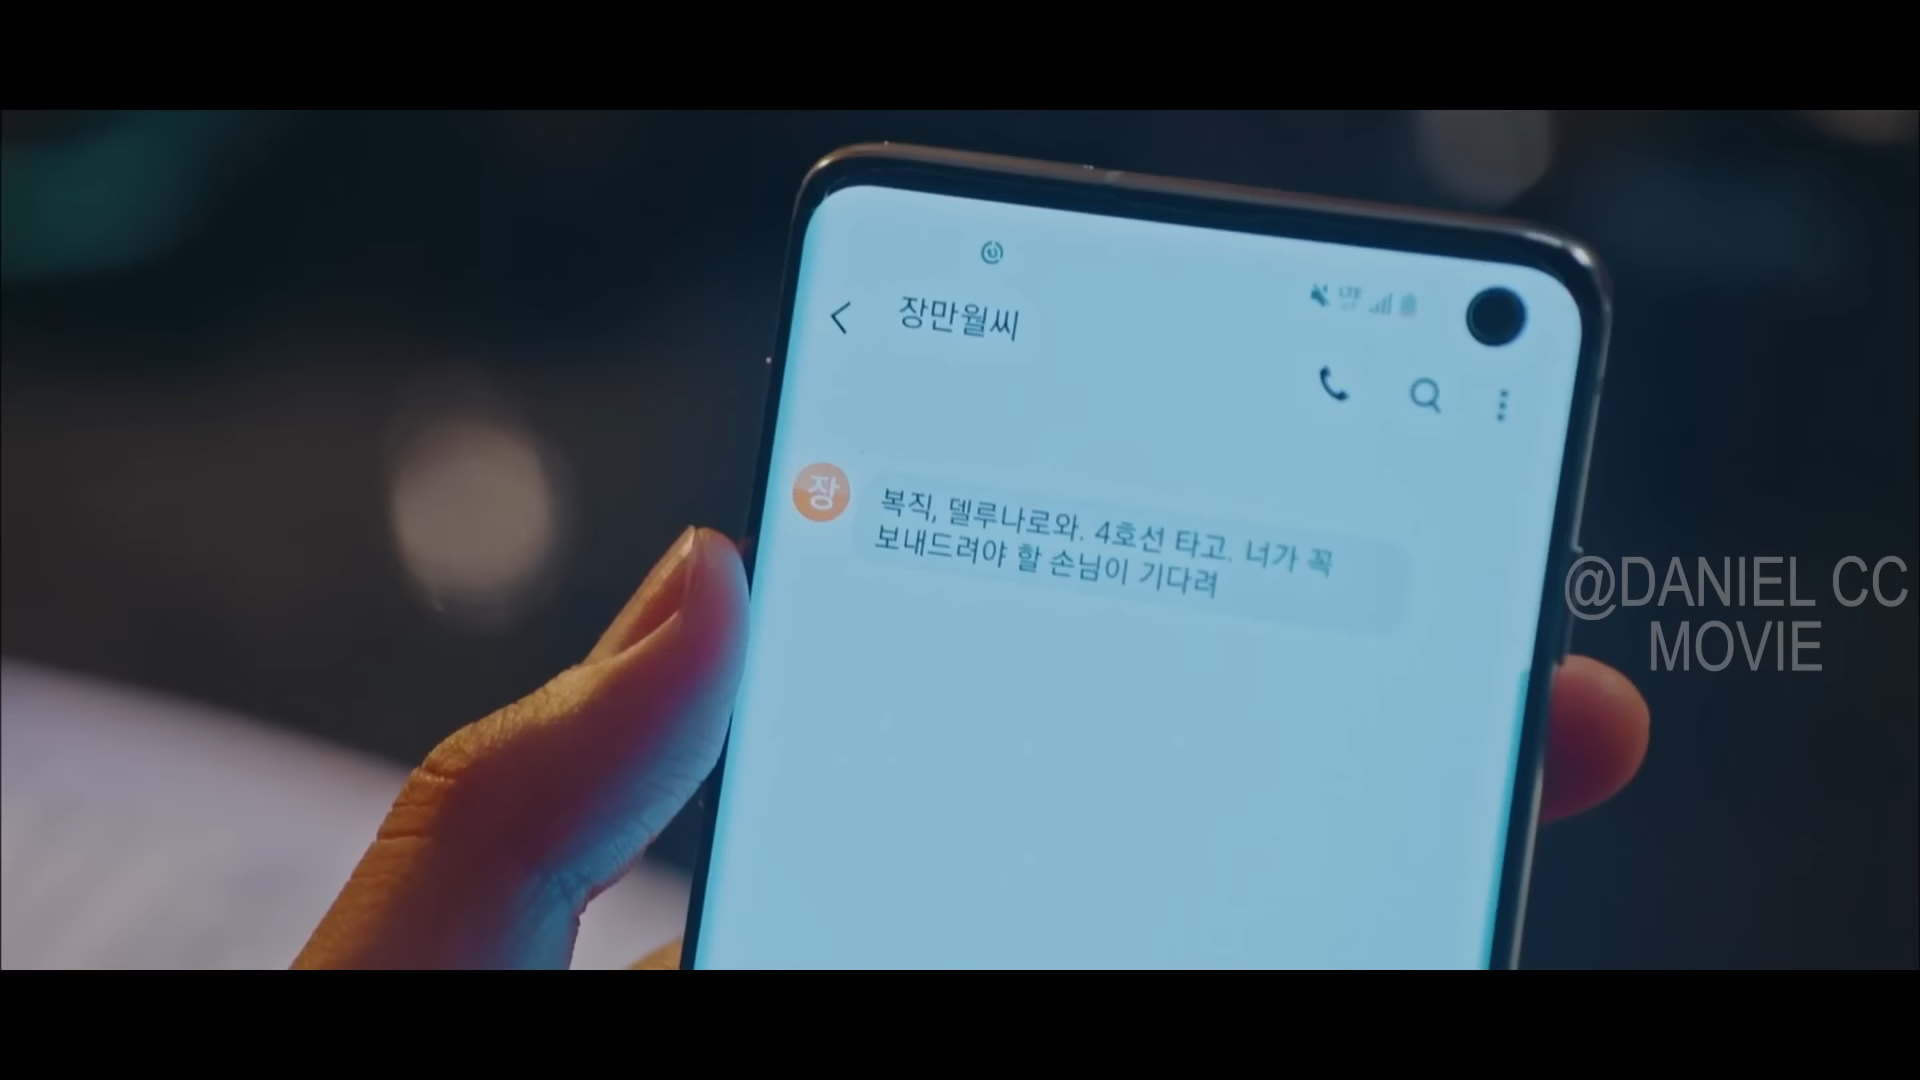 장만월씨
장
복직, 델루나로와. 4호선 타고. 너가 꼭
보내드려야 할 손님이 기다려
@DANIEL CC
MOVIE